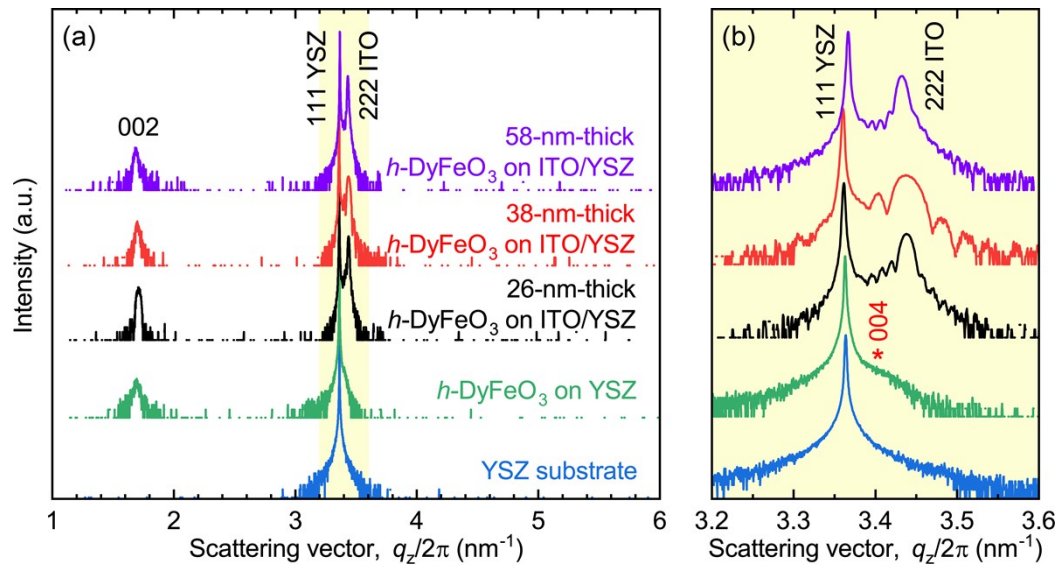 (a)
111 YSZ
222 ITO
002
58-nm-thick
h-DyFeO₃ on ITO/YSZ
38-nm-thick
h-DyFeO₃ on ITO/YSZ
26-nm-thick
h-DyFeO₃ on ITO/YSZ
h-DyFeO₃ on YSZ
YSZ substrate
Intensity (a.u.)
1 2 3 4 5 6
Scattering vector, qz/2π (nm⁻¹)
(b)
111 YSZ
222 ITO
* 004
3.2 3.3 3.4 3.5 3.6
Scattering vector, qz/2π (nm⁻¹)